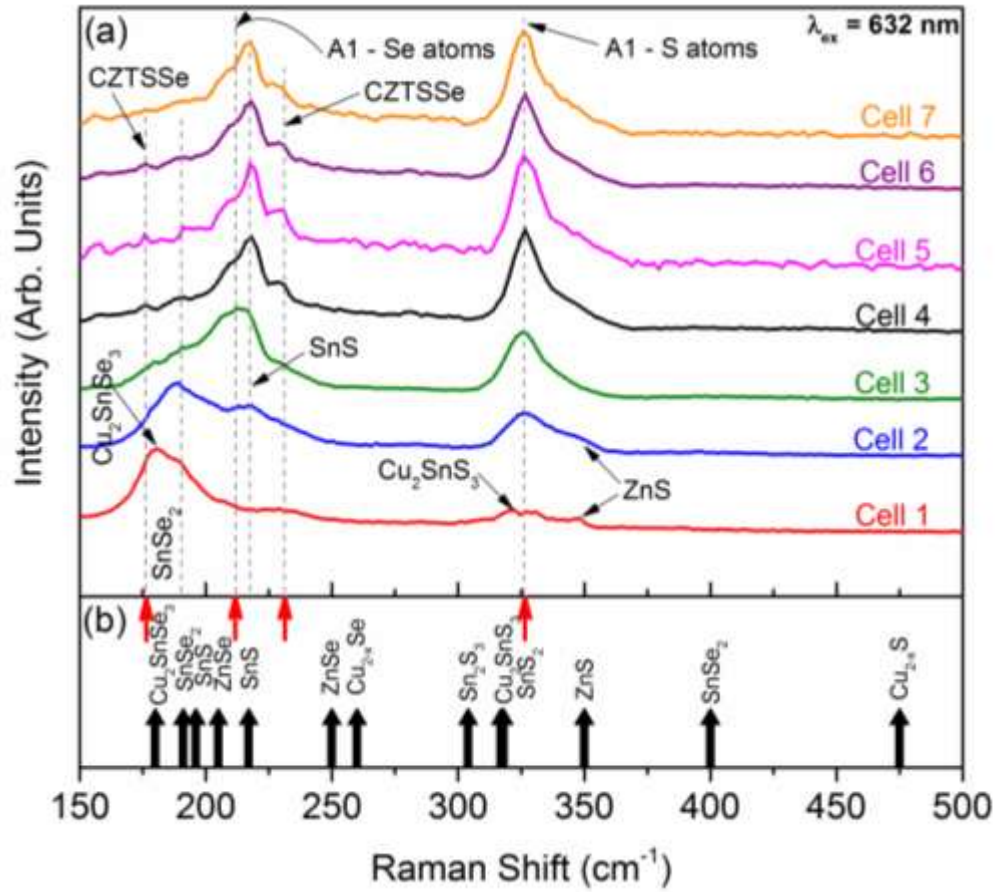 (a)
λex = 632 nm
A1 - Se atoms
A1 - S atoms
CZTSSe
CZTSSe
Cell 7
Cell 6
Cell 5
Cell 4
SnS
Cu2SnSe3
Cell 3
Cell 2
Cu2SnS3
ZnS
Cell 1
SnSe2
Intensity (Arb. Units)
(b)
Cu2SnSe3
SnSe2
SnS
ZnSe
SnS
ZnSe
Cu2-xSe
Sn2S3
Cu2SnS3
SnS2
ZnS
SnSe2
Cu2-xS
150 200 250 300 350 400 450 500
Raman Shift (cm-1)